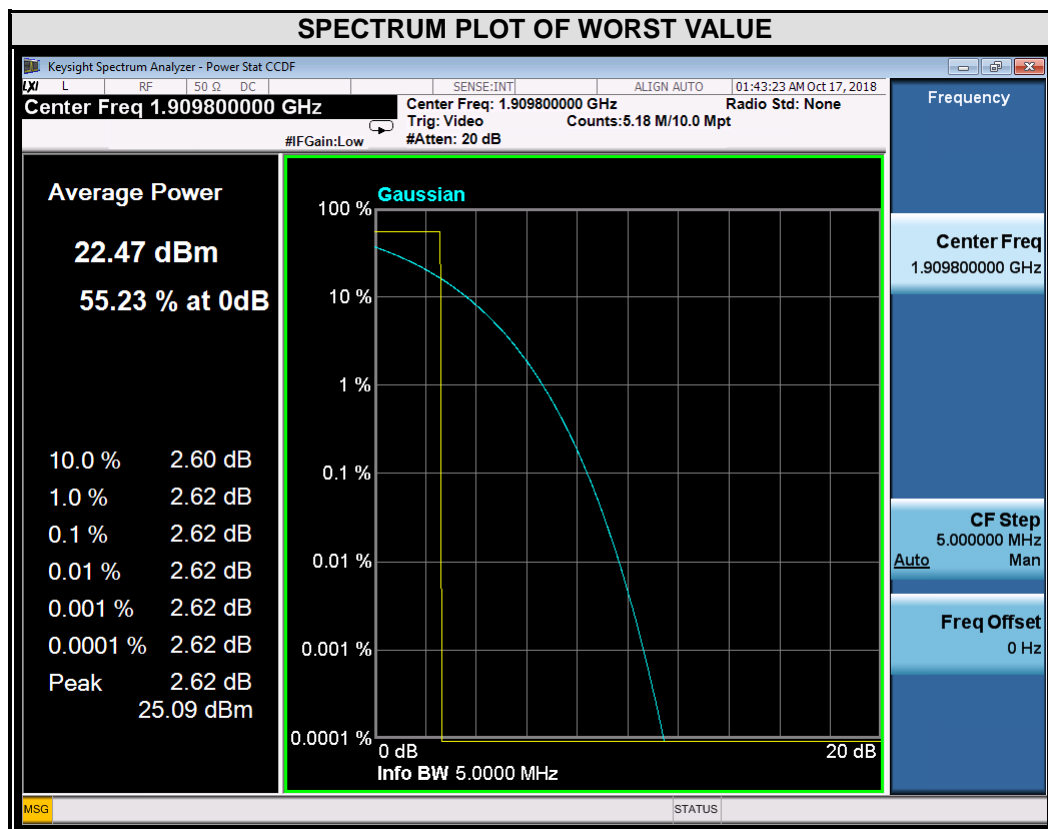 SPECTRUM PLOT OF WORST VALUE
Keysight Spectrum Analyzer - Power Stat CCDF
LXI L RF 50 Ω DC SENSE:INT ALIGN AUTO 01:43:23 AM Oct 17, 2018
Center Freq 1.909800000 GHz
Center Freq: 1.909800000 GHz Radio Std: None
Trig: Video Counts:5.18 M/10.0 Mpt
#IFGain:Low #Atten: 20 dB
Average Power
22.47 dBm
55.23 % at 0dB
10.0 % 2.60 dB
1.0 % 2.62 dB
0.1 % 2.62 dB
0.01 % 2.62 dB
0.001 % 2.62 dB
0.0001 % 2.62 dB
Peak 2.62 dB
25.09 dBm
Gaussian
100 %
10 %
1 %
0.1 %
0.01 %
0.001 %
0.0001 %
0 dB 20 dB
Info BW 5.0000 MHz
Frequency
Center Freq
1.909800000 GHz
CF Step
5.000000 MHz
Auto Man
Freq Offset
0 Hz
MSG STATUS